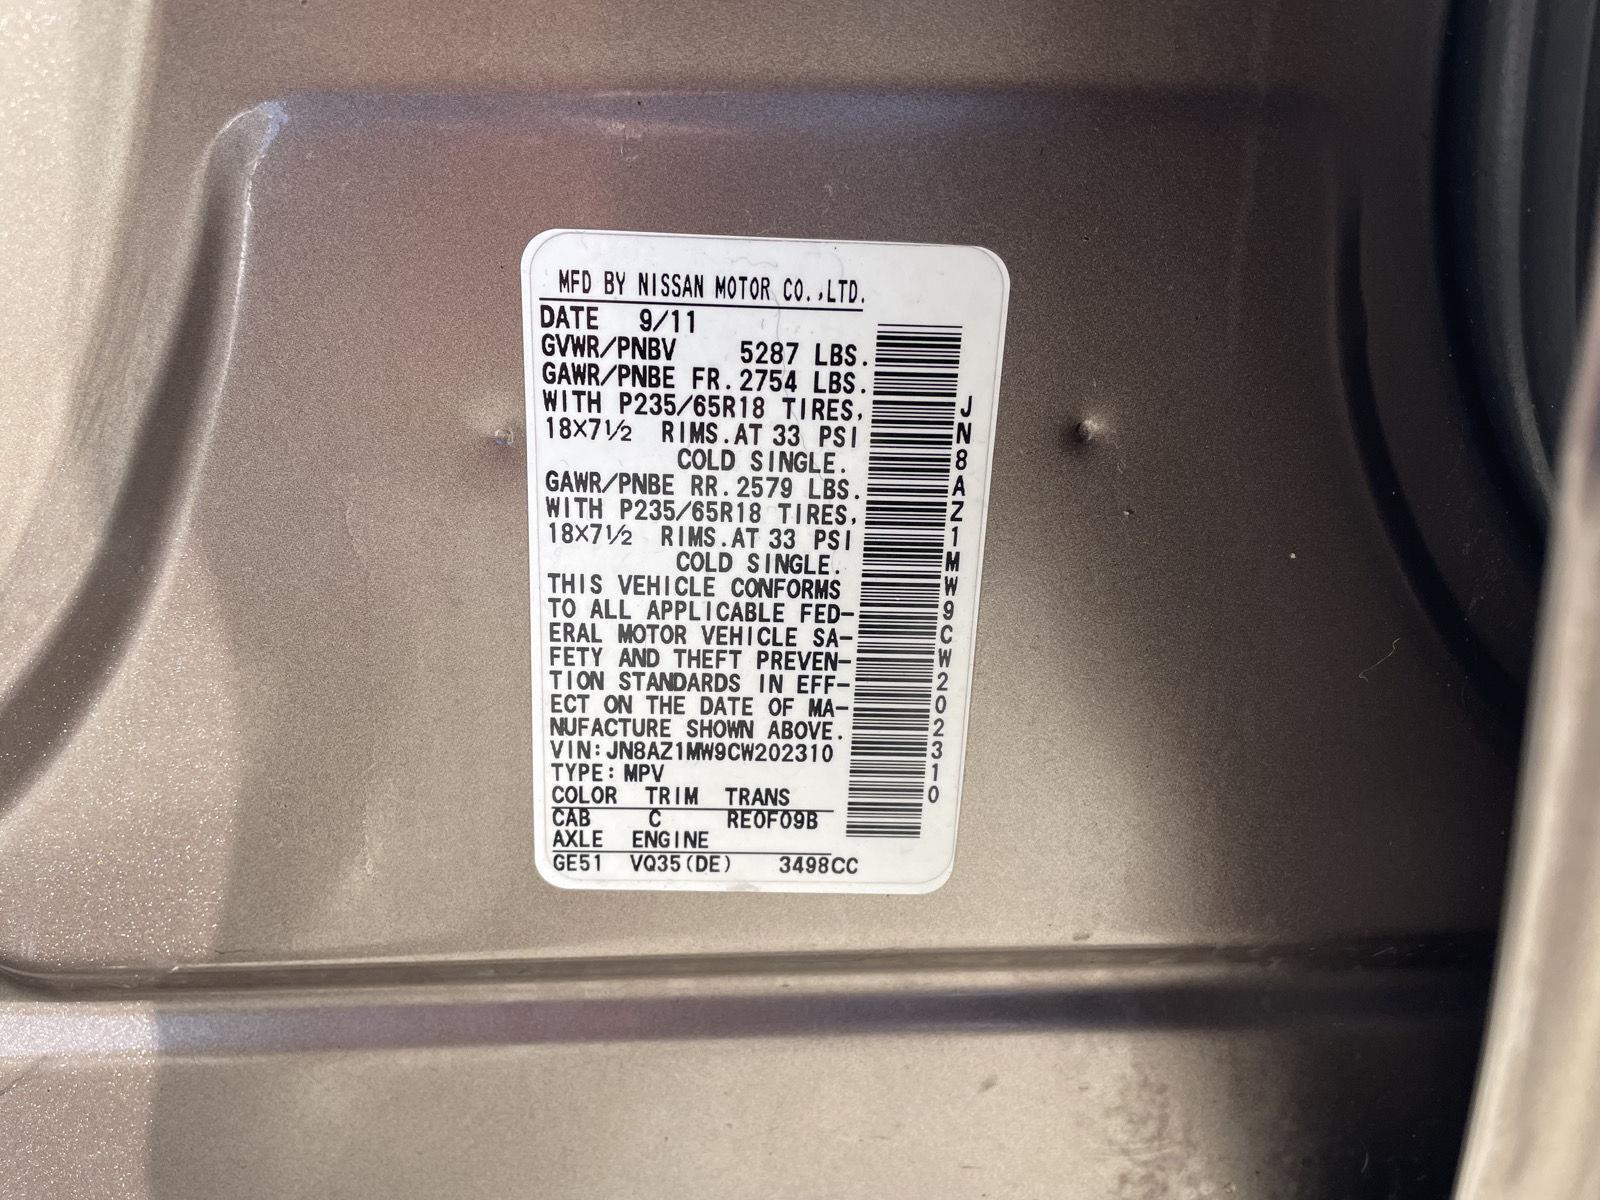 MFD BY NISSAN MOTOR CO.,LTD.
DATE 9/11
GVWR/PNBV 5287 LBS.
GAWR/PNBE FR. 2754 LBS.
WITH P235/65R18 TIRES,
18X7½ RIMS.AT 33 PSI
COLD SINGLE.
GAWR/PNBE RR. 2579 LBS.
WITH P235/65R18 TIRES,
18X7½ RIMS.AT 33 PSI
COLD SINGLE.
THIS VEHICLE CONFORMS
TO ALL APPLICABLE FED-
ERAL MOTOR VEHICLE SA-
FETY AND THEFT PREVEN-
TION STANDARDS IN EFF-
ECT ON THE DATE OF MA-
NUFACTURE SHOWN ABOVE.
VIN:JN8AZ1MW9CW202310
TYPE:MPV
COLOR TRIM TRANS
CAB C RE0F09B
AXLE ENGINE
GE51 VQ35(DE) 3498CC
JN8AZ1MW9CW202310